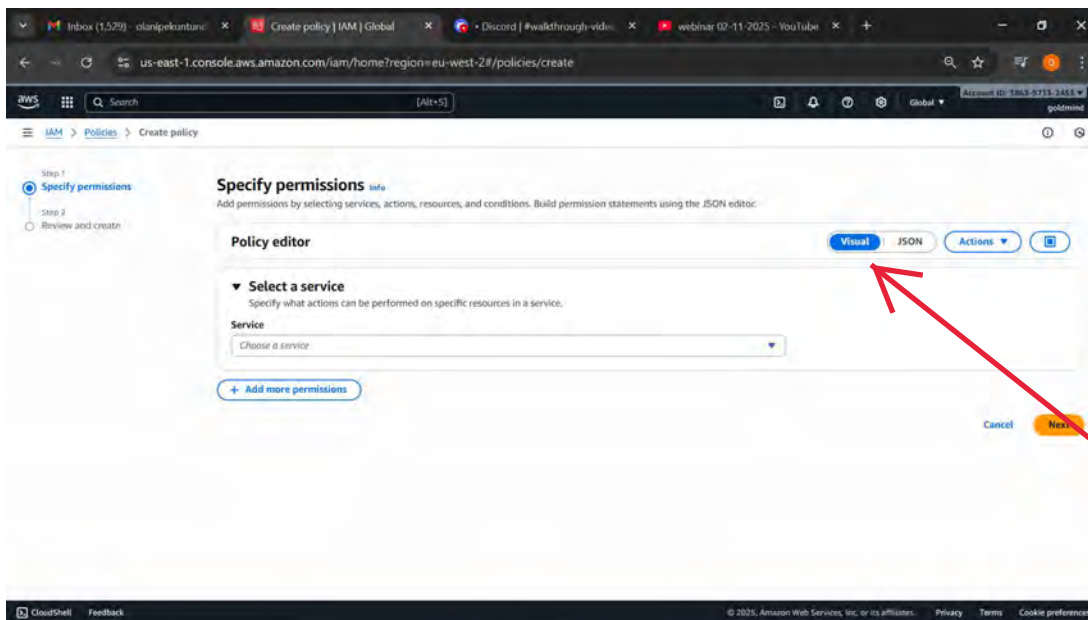 Inbox (1,529) - olanipekuntunc
Create policy | IAM | Global
• Discord | #walkthrough-vide
webinar 02-11-2025 - YouTube
us-east-1.console.aws.amazon.com/iam/home?region=eu-west-2#/policies/create
aws
Search
[Alt+S]
Global
Account ID:
goldmind
IAM > Policies > Create policy
Step 1
Specify permissions
Step 2
Review and create
Specify permissions Info
Add permissions by selecting services, actions, resources, and conditions. Build permission statements using the JSON editor.
Policy editor
Visual
JSON
Actions
Select a service
Specify what actions can be performed on specific resources in a service.
Service
Choose a service
+ Add more permissions
Cancel
Next
CloudShell
Feedback
© 2025, Amazon Web Services, Inc. or its affiliates.
Privacy
Terms
Cookie preferences